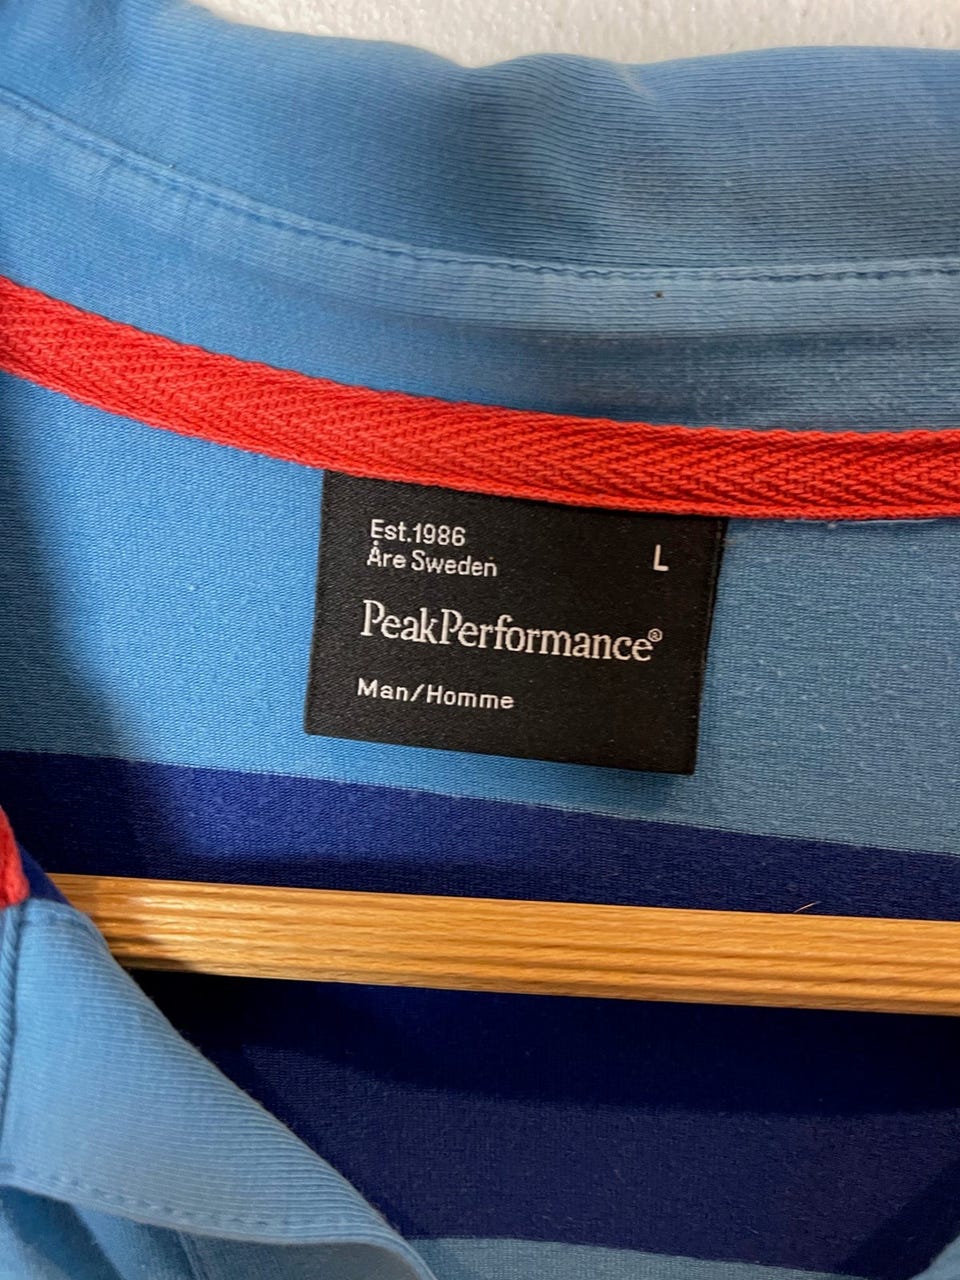 Est.1986
Åre Sweden
L
PeakPerformance®
Man/Homme